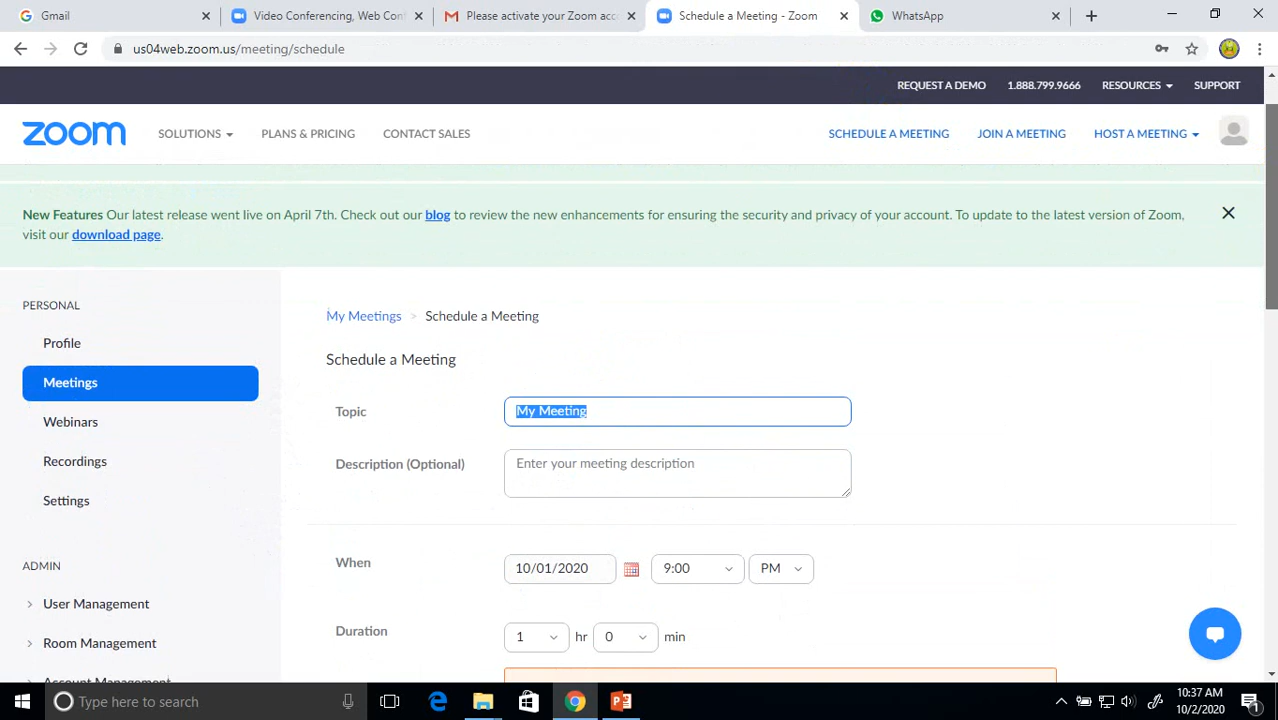 Gmail
Video Conferencing, Web Con
Please activate your Zoom acc
Schedule a Meeting - Zoom
WhatsApp
us04web.zoom.us/meeting/schedule
REQUEST A DEMO 1.888.799.9666 RESOURCES SUPPORT
zoom SOLUTIONS PLANS & PRICING CONTACT SALES SCHEDULE A MEETING JOIN A MEETING HOST A MEETING
New Features Our latest release went live on April 7th. Check out our blog to review the new enhancements for ensuring the security and privacy of your account. To update to the latest version of Zoom,
visit our download page.
PERSONAL
Profile
Meetings
Webinars
Recordings
Settings
ADMIN
User Management
Room Management
Account Management
My Meetings > Schedule a Meeting
Schedule a Meeting
Topic My Meeting
Description (Optional) Enter your meeting description
When 10/01/2020 9:00 PM
Duration 1 hr 0 min
Type here to search
10:37 AM
10/2/2020
1